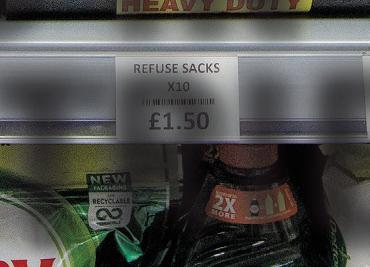 HEAVY DUTY
REFUSE SACKS
X10
£1.50
NEW
PACKAGING
RECYCLABLE
2X
MORE